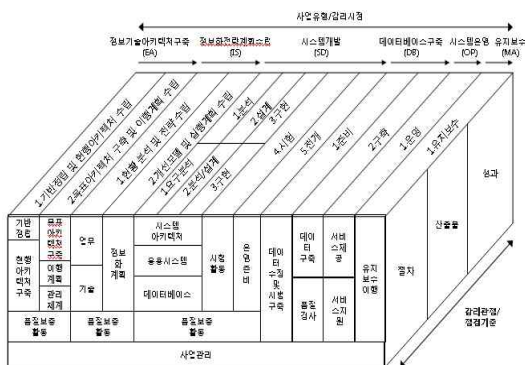 사업유형/감리시점
정보기술아키텍처구축 정보화전략계획수립 시스템개발 데이터베이스구축 시스템운영 유지보수
(EA) (IS) (SD) (DB) (OP) (MA)
1.기반정립 및 현행아키텍처 수립
2.목표아키텍처 구축 및 이행계획 수립
1.현황 분석 및 전략 수립
2.개선모델 및 실행계획 수립
1.분석
2.설계
3.구현
1.요구분석
2.분석/설계
3.구현
4.시험
5.전개
1.준비
2.구축
1.운영
1.유지보수
성과
산출물
절차
감리관점/
점검기준
기반
정립
현행
아키
텍처
구축
목표
아키
텍처
구축
이행
계획
관리
체계
업무
기술
정보
화
계획
시스템
아키텍처
응용시스템
데이터베이스
시험
활동
운영
준비
데이
터
수집
및
시범
구축
데이
터
구축
품질
검사
서비
스제
공
서비
스지
원
유지
보수
이행
품질보증
활동
품질보증
활동
품질보증
활동
사업관리